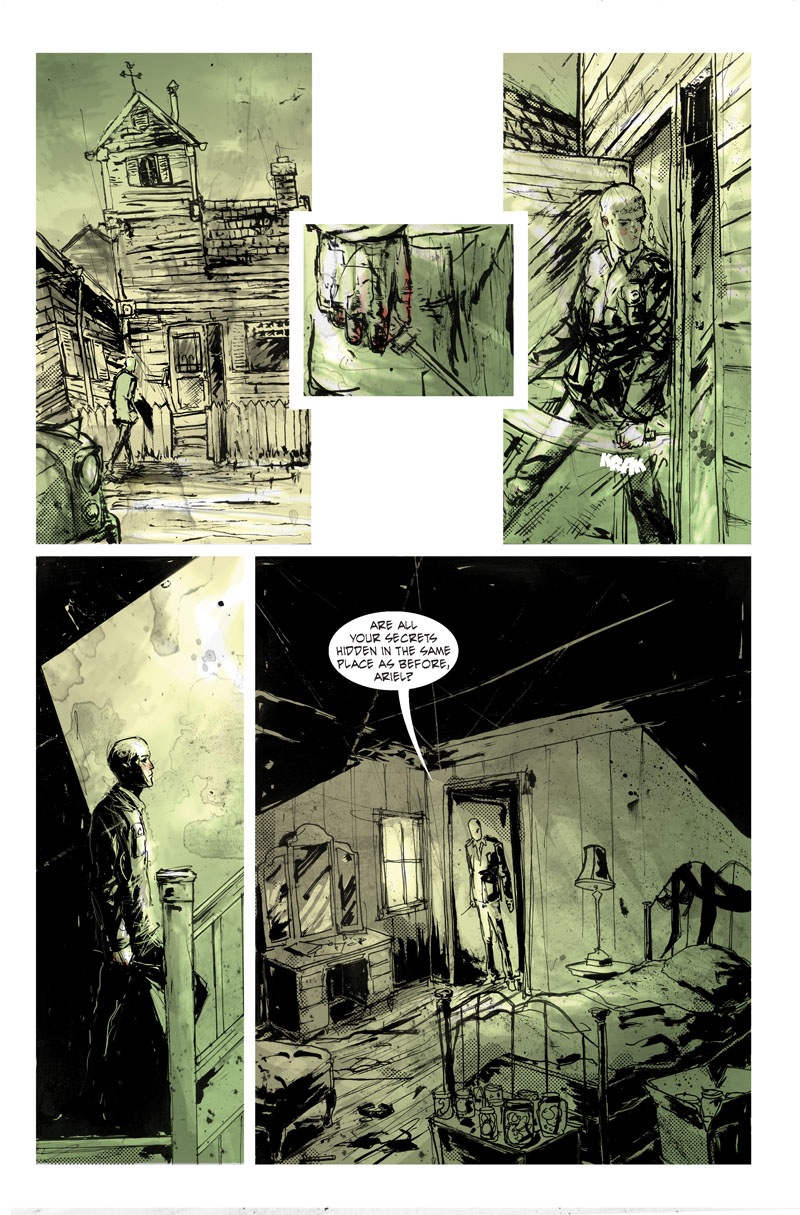 KRAK
ARE ALL
YOUR SECRETS
HIDDEN IN THE SAME
PLACE AS BEFORE,
ARIEL?